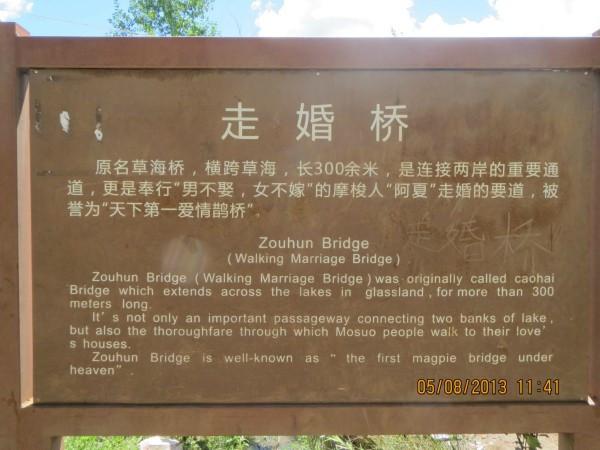 走婚桥
原名草海桥，横跨草海，长300余米，是连接两岸的重要通
道，更是奉行“男不娶，女不嫁”的摩梭人“阿夏”走婚的要道，被
誉为“天下第一爱情鹊桥”
Zouhun Bridge
(Walking Marriage Bridge)
Zouhun Bridge (Walking Marriage Bridge) was originally called caohai
Bridge which extends across the lakes in glassland, for more than 300
meters long.
It's not only an important passageway connecting two banks of lake,
but also the thoroughfare through which Mosuo people walk to their love'
s houses.
Zouhun Bridge is well-known as “ the first magpie bridge under
heaven”.
走婚桥
05/08/2013 11:41